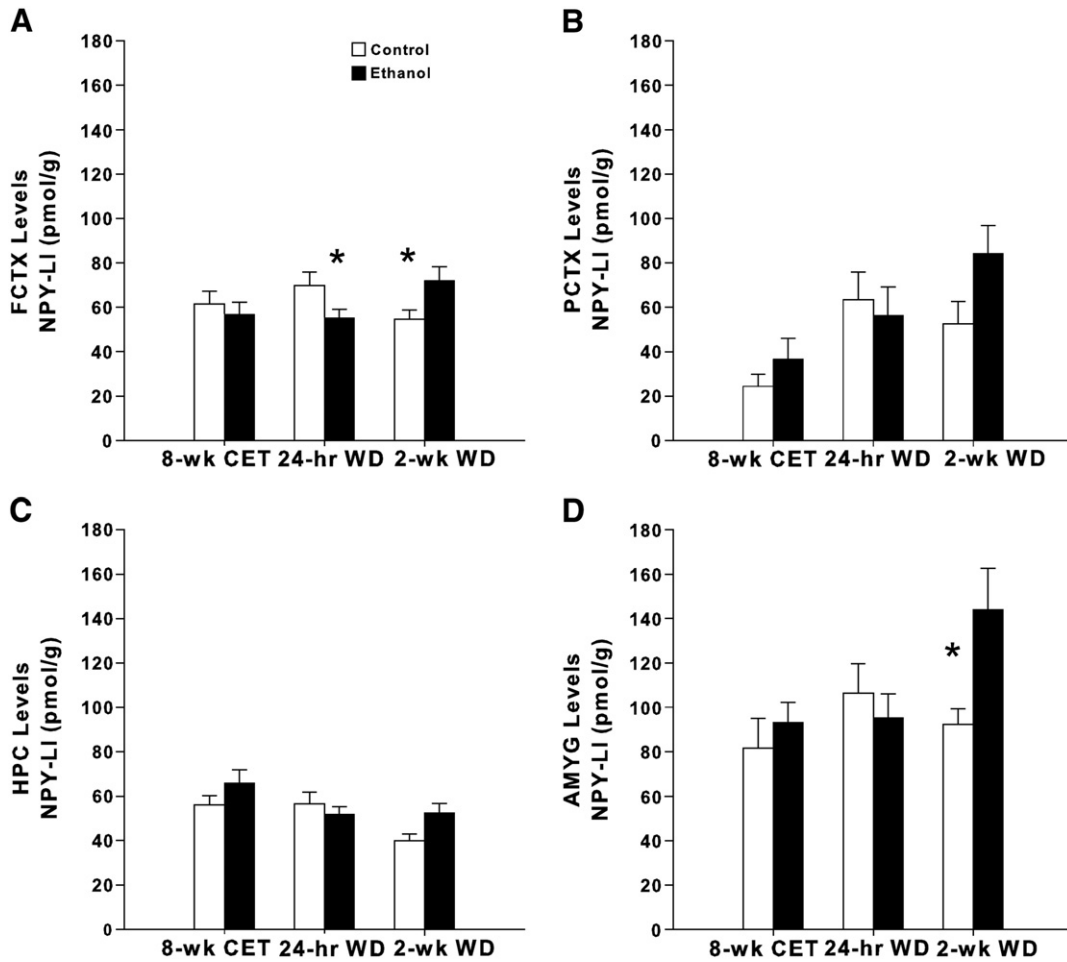 A
FCTX Levels
NPY-LI (pmol/g)
180
160
140
120
100
80
60
40
20
0
Control
Ethanol
*
*
8-wk CET 24-hr WD 2-wk WD
B
PCTX Levels
NPY-LI (pmol/g)
180
160
140
120
100
80
60
40
20
0
8-wk CET 24-hr WD 2-wk WD
C
HPC Levels
NPY-LI (pmol/g)
180
160
140
120
100
80
60
40
20
0
8-wk CET 24-hr WD 2-wk WD
D
AMYG Levels
NPY-LI (pmol/g)
180
160
140
120
100
80
60
40
20
0
*
8-wk CET 24-hr WD 2-wk WD